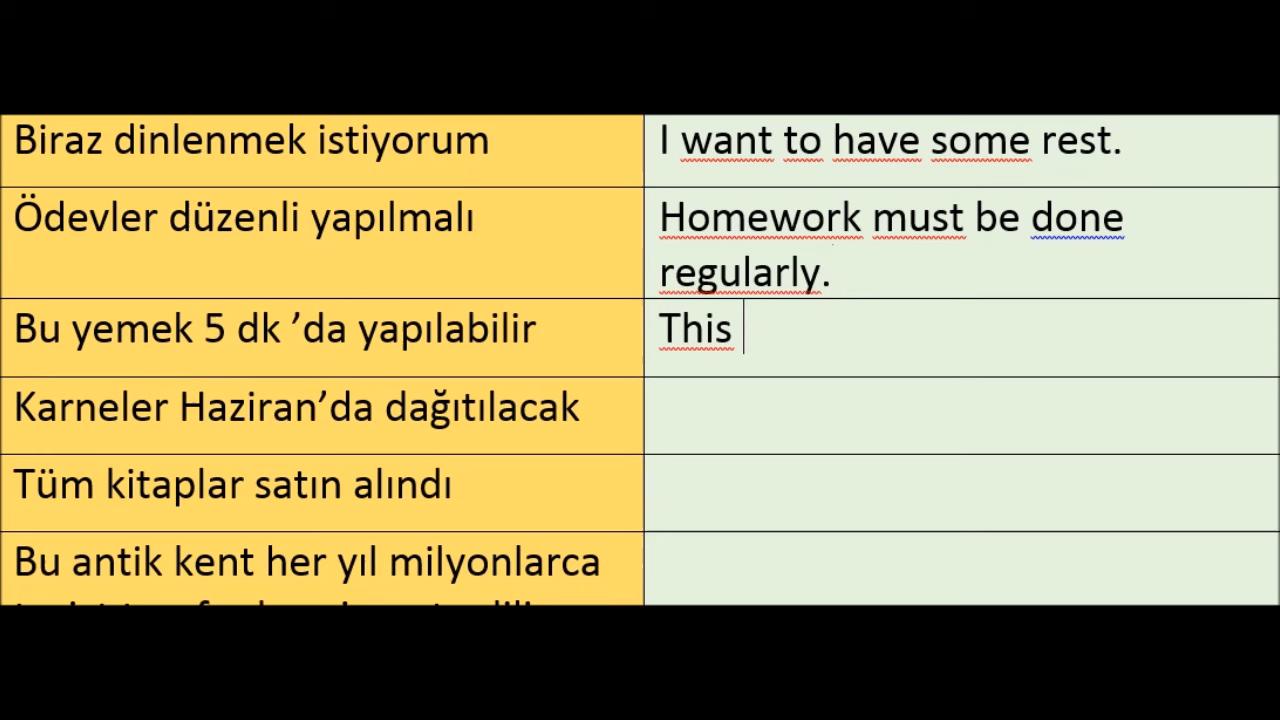 Biraz dinlenmek istiyorum
I want to have some rest.
Ödevler düzenli yapılmalı
Homework must be done
regularly.
Bu yemek 5 dk ’da yapılabilir
This
Karneler Haziran’da dağıtılacak
Tüm kitaplar satın alındı
Bu antik kent her yıl milyonlarca